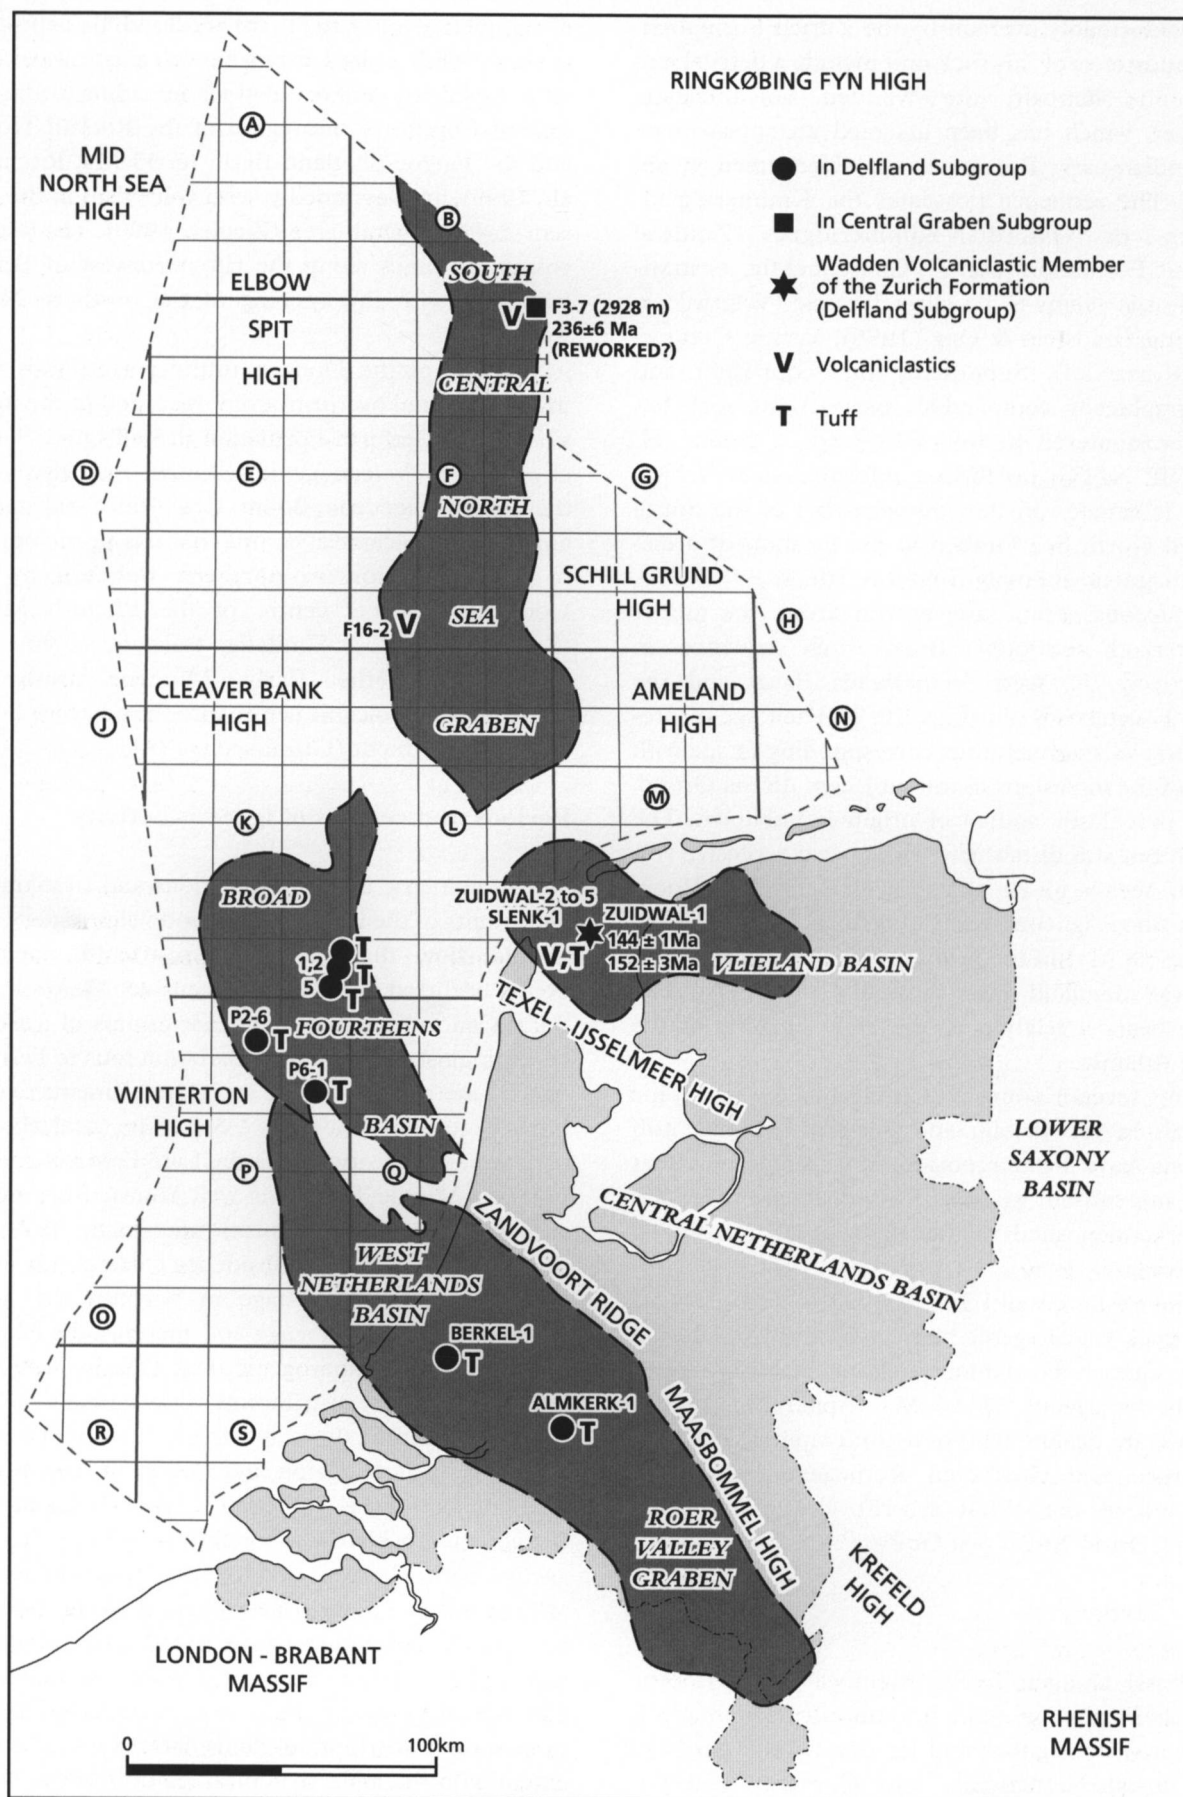 RINGKØBING FYN HIGH
In Delfland Subgroup
In Central Graben Subgroup
Wadden Volcaniclastic Member
of the Zurich Formation
(Delfland Subgroup)
V Volcaniclastics
T Tuff
MID
NORTH SEA
HIGH
A
B
SOUTH
ELBOW
SPIT
HIGH
V
F3-7 (2928 m)
236±6 Ma
(REWORKED?)
CENTRAL
D
E
F
G
NORTH
SCHILL GRUND
HIGH
SEA
F16-2 V
H
CLEAVER BANK
HIGH
AMELAND
HIGH
J
GRABEN
N
M
K
L
BROAD
ZUIDWAL-2 to 5
SLENK-1
ZUIDWAL-1
144 ± 1Ma
152 ± 3Ma
V,T
VLIELAND BASIN
T
1,2
T
5
T
P2-6
T
FOURTEENS
TEXEL - IJSSELMEER HIGH
P6-1
T
WINTERTON
HIGH
BASIN
P
Q
LOWER
SAXONY
BASIN
CENTRAL NETHERLANDS BASIN
ZANDVOORT RIDGE
WEST
NETHERLANDS
BASIN
O
BERKEL-1
T
ALMKERK-1
T
MAASBOMMEL HIGH
R
S
ROER
VALLEY
GRABEN
KREFELD
HIGH
LONDON - BRABANT
MASSIF
RHENISH
MASSIF
0
100km